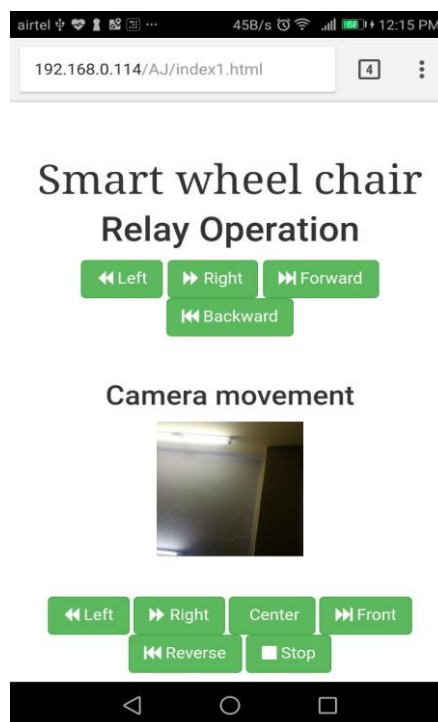 airtel ... 45B/s 12:15 PM
192.168.0.114/AJ/index1.html 4
Smart wheel chair
Relay Operation
Left Right Forward
Backward
Camera movement
Left Right Center Front
Reverse Stop